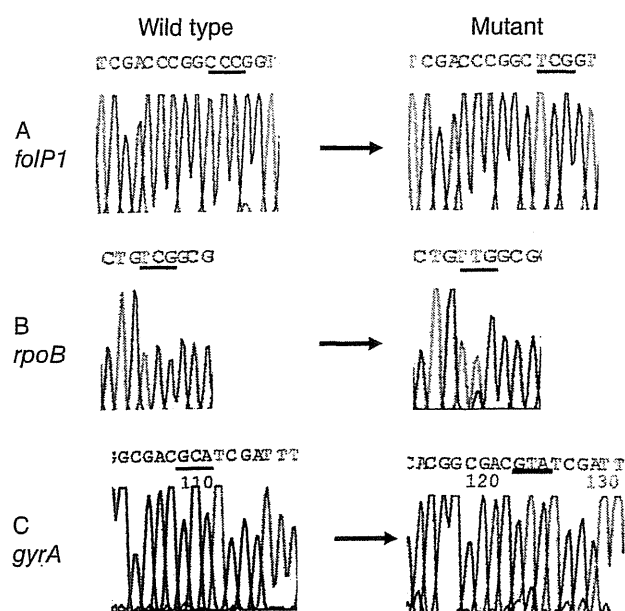 Wild type
Mutant
TCGACCCGGCCCGGT
TCGACCCGGCTCGGT
A
folP1
CTGTCGGCG
CTGTTGGCG
B
rpoB
GGCGACGCATCGATTT
110
CACGGCGACGTATCGATT
120
130
C
gyrA